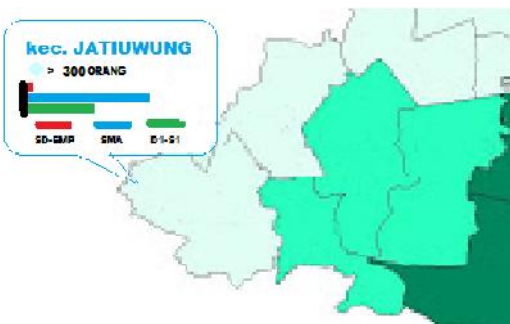 kec. JATIUWUNG
> 300 ORANG
SD-SMP SMA D1-S1